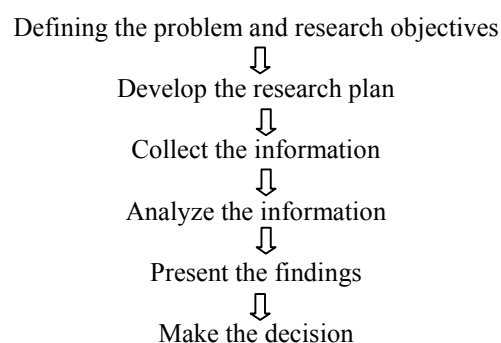 Defining the problem and research objectives
Develop the research plan
Collect the information
Analyze the information
Present the findings
Make the decision